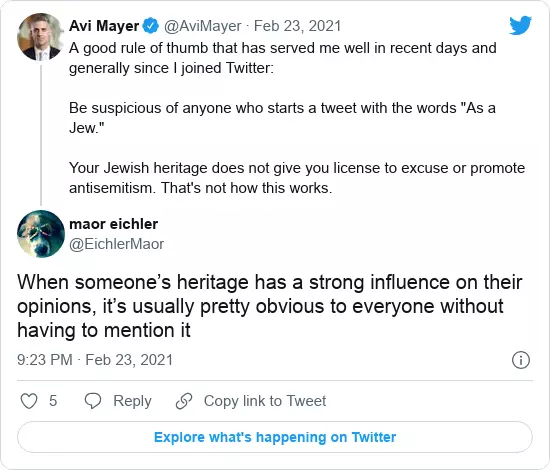 Avi Mayer @AviMayer · Feb 23, 2021
A good rule of thumb that has served me well in recent days and
generally since I joined Twitter:
Be suspicious of anyone who starts a tweet with the words "As a
Jew."
Your Jewish heritage does not give you license to excuse or promote
antisemitism. That's not how this works.
maor eichler
@EichlerMaor
When someone’s heritage has a strong influence on their
opinions, it’s usually pretty obvious to everyone without
having to mention it
9:23 PM · Feb 23, 2021
5 Reply Copy link to Tweet
Explore what's happening on Twitter